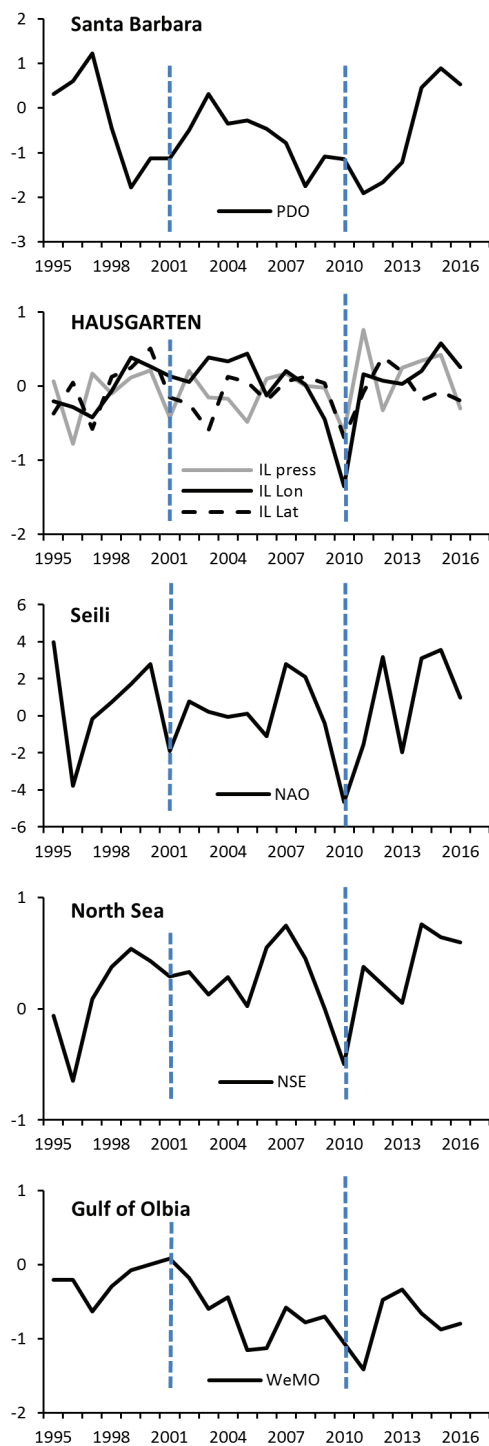 Santa Barbara
2
1
0
-1
-2
-3
PDO
1995 1998 2001 2004 2007 2010 2013 2016
HAUSGARTEN
1
0
-1
-2
IL press
IL Lon
IL Lat
1995 1998 2001 2004 2007 2010 2013 2016
Seili
6
4
2
0
-2
-4
-6
NAO
1995 1998 2001 2004 2007 2010 2013 2016
North Sea
1
0
-1
NSE
1995 1998 2001 2004 2007 2010 2013 2016
Gulf of Olbia
1
0
-1
-2
WeMO
1995 1998 2001 2004 2007 2010 2013 2016